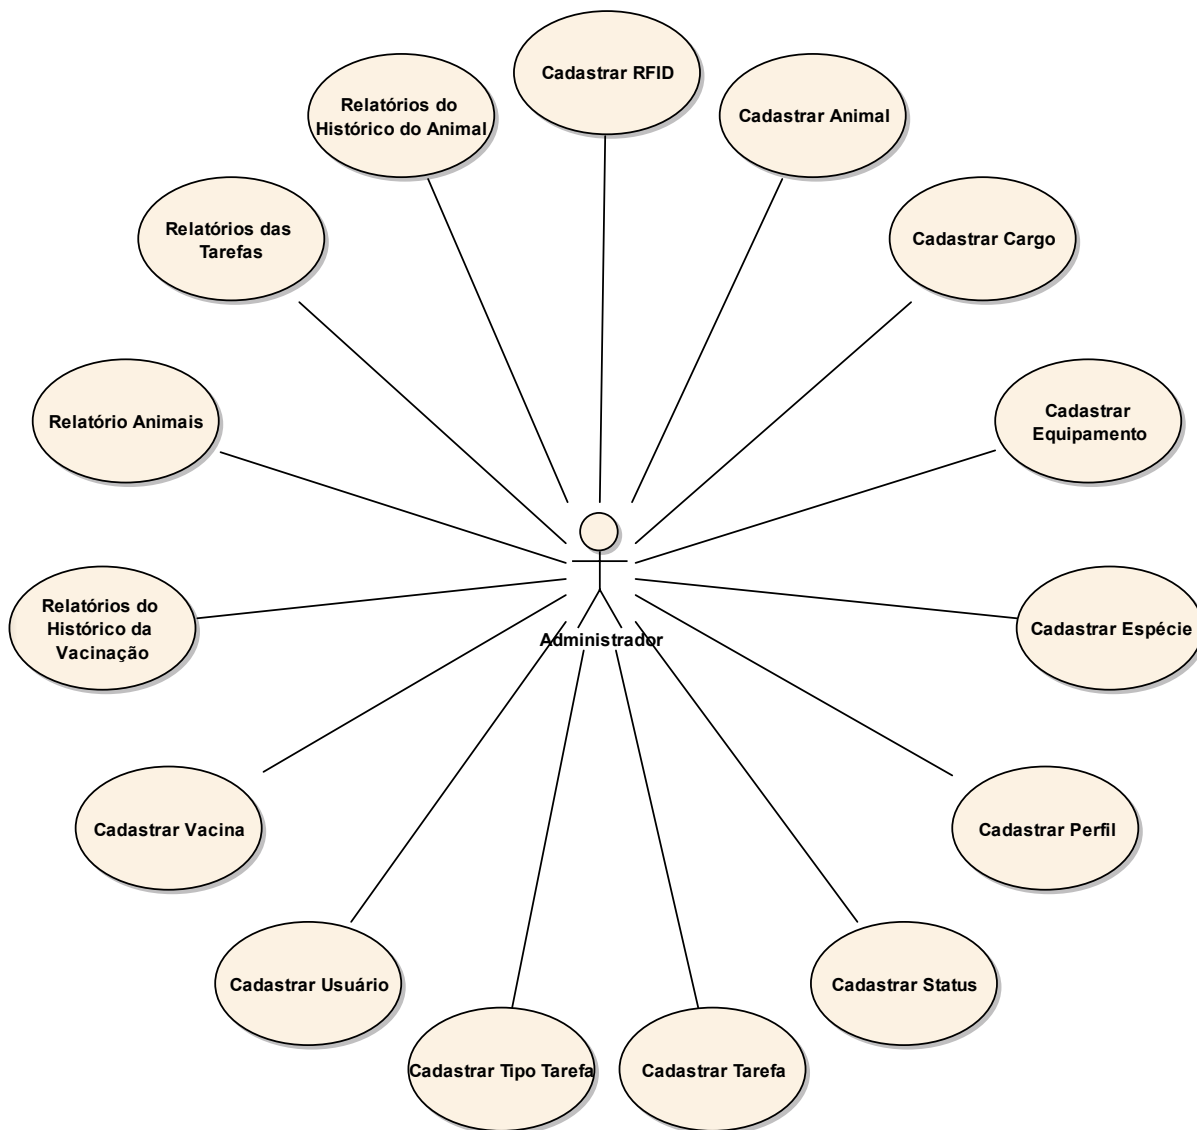 Cadastrar RFID
Relatórios do
Histórico do Animal
Cadastrar Animal
Relatórios das
Tarefas
Cadastrar Cargo
Relatório Animais
Cadastrar
Equipamento
Relatórios do
Histórico da
Vacinação
Administrador
Cadastrar Espécie
Cadastrar Vacina
Cadastrar Perfil
Cadastrar Usuário
Cadastrar Status
Cadastrar Tipo Tarefa
Cadastrar Tarefa